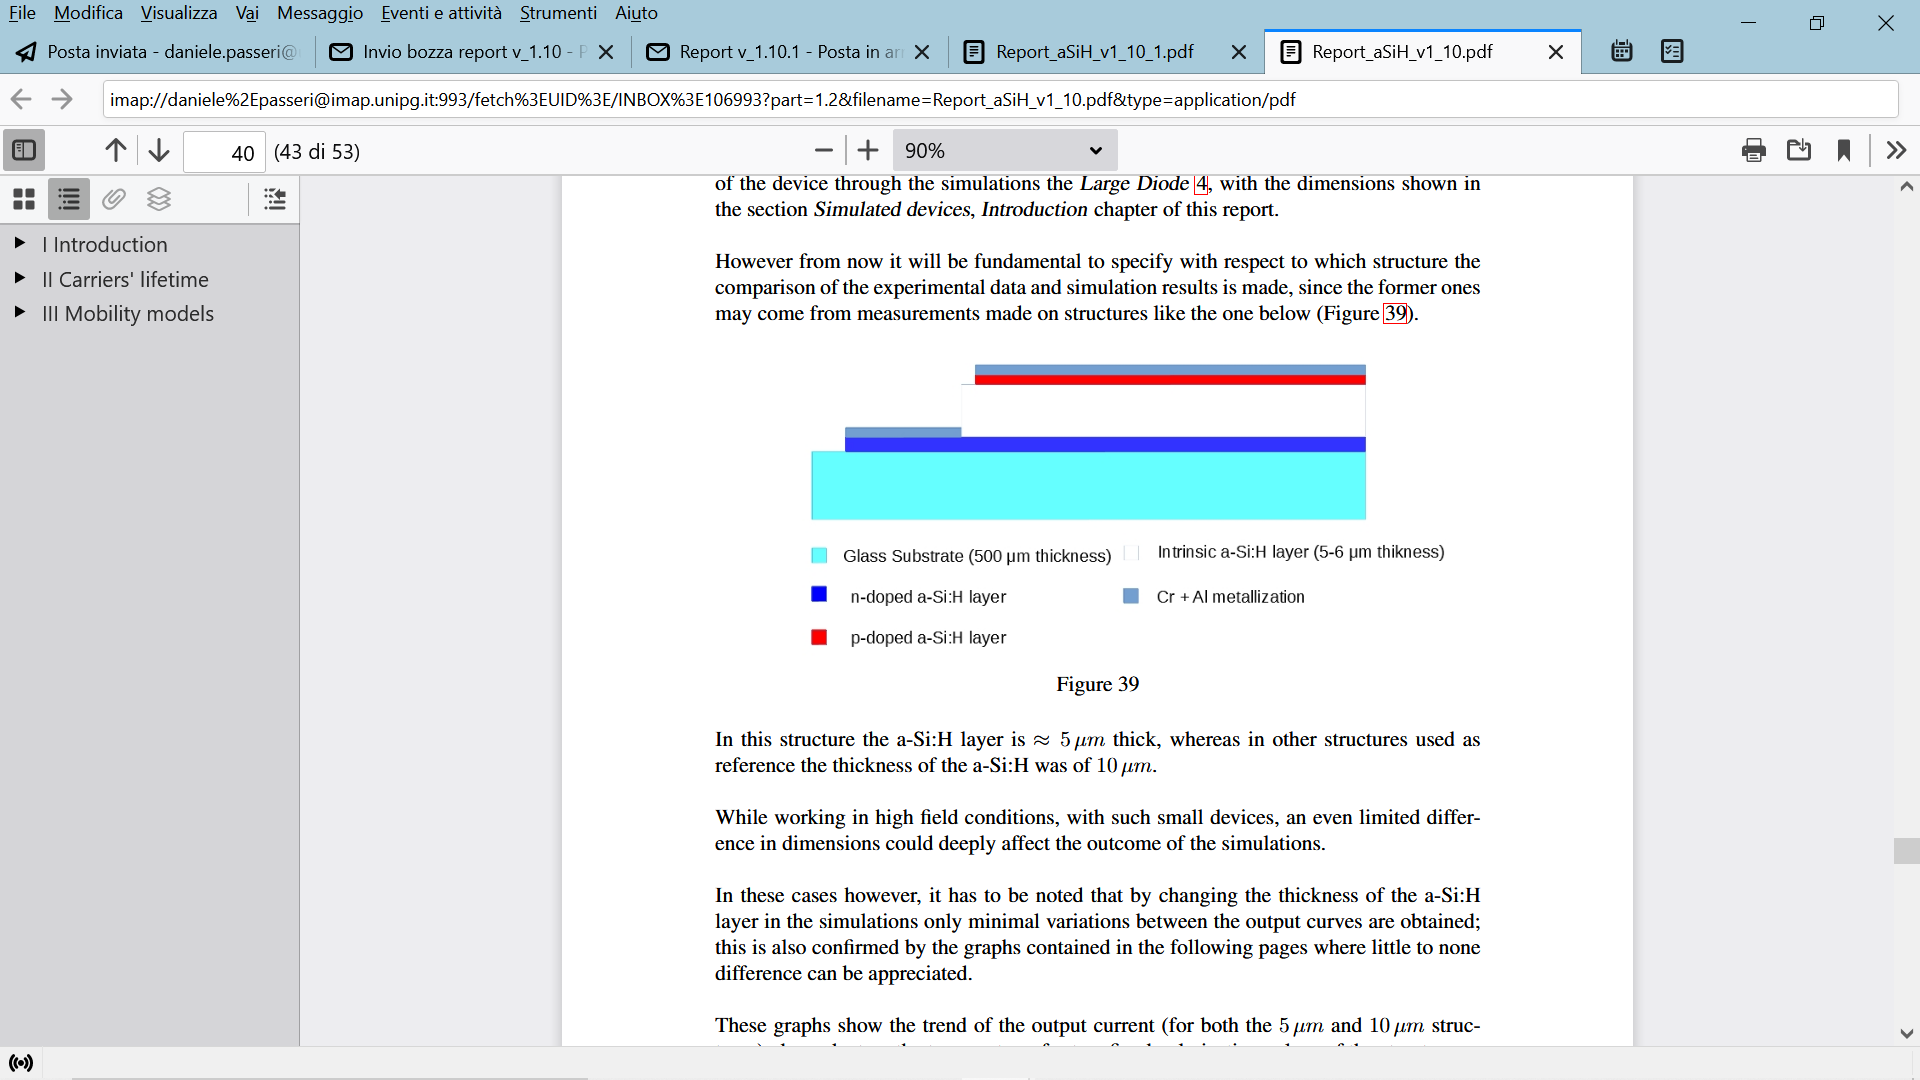 File Modifica Visualizza Vai Messaggio Eventi e attività Strumenti Aiuto
Posta inviata - daniele.passeri@ Invio bozza report v_1.10 - P Report v_1.10.1 - Posta in ar Report_aSiH_v1_10_1.pdf Report_aSiH_v1_10.pdf
imap://daniele%2Epasseri@imap.unipg.it:993/fetch%3EUID%3E/INBOX%3E106993?part=1.2&filename=Report_aSiH_v1_10.pdf&type=application/pdf
40 (43 di 53) 90%
I Introduction
II Carriers' lifetime
III Mobility models
of the device through the simulations the Large Diode 4, with the dimensions shown in
the section Simulated devices, Introduction chapter of this report.
However from now it will be fundamental to specify with respect to which structure the
comparison of the experimental data and simulation results is made, since the former ones
may come from measurements made on structures like the one below (Figure 39).
Glass Substrate (500 μm thickness) Intrinsic a-Si:H layer (5-6 μm thikness)
n-doped a-Si:H layer Cr + Al metallization
p-doped a-Si:H layer
Figure 39
In this structure the a-Si:H layer is ≈ 5 μm thick, whereas in other structures used as
reference the thickness of the a-Si:H was of 10 μm.
While working in high field conditions, with such small devices, an even limited differ-
ence in dimensions could deeply affect the outcome of the simulations.
In these cases however, it has to be noted that by changing the thickness of the a-Si:H
layer in the simulations only minimal variations between the output curves are obtained;
this is also confirmed by the graphs contained in the following pages where little to none
difference can be appreciated.
These graphs show the trend of the output current (for both the 5 μm and 10 μm struc-